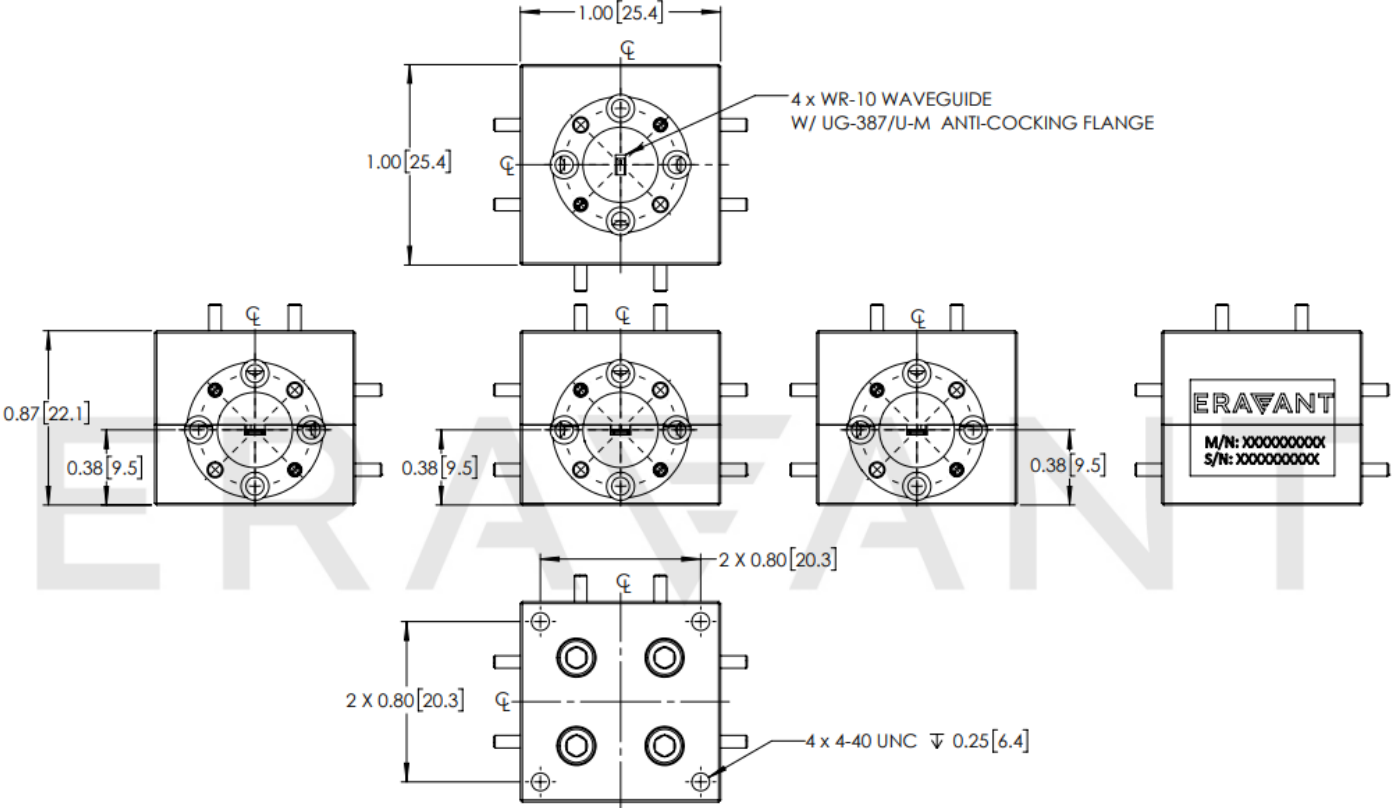 1.00[25.4]
℄
4 x WR-10 WAVEGUIDE
W/ UG-387/U-M ANTI-COCKING FLANGE
1.00[25.4]
℄
℄
℄
℄
0.87[22.1]
0.38[9.5]
0.38[9.5]
0.38[9.5]
ERAVANT
M/N: XXXXXXXXXX
S/N: XXXXXXXXXX
ERAVANT
2 X 0.80[20.3]
℄
2 X 0.80[20.3]
℄
4 x 4-40 UNC ↧ 0.25[6.4]